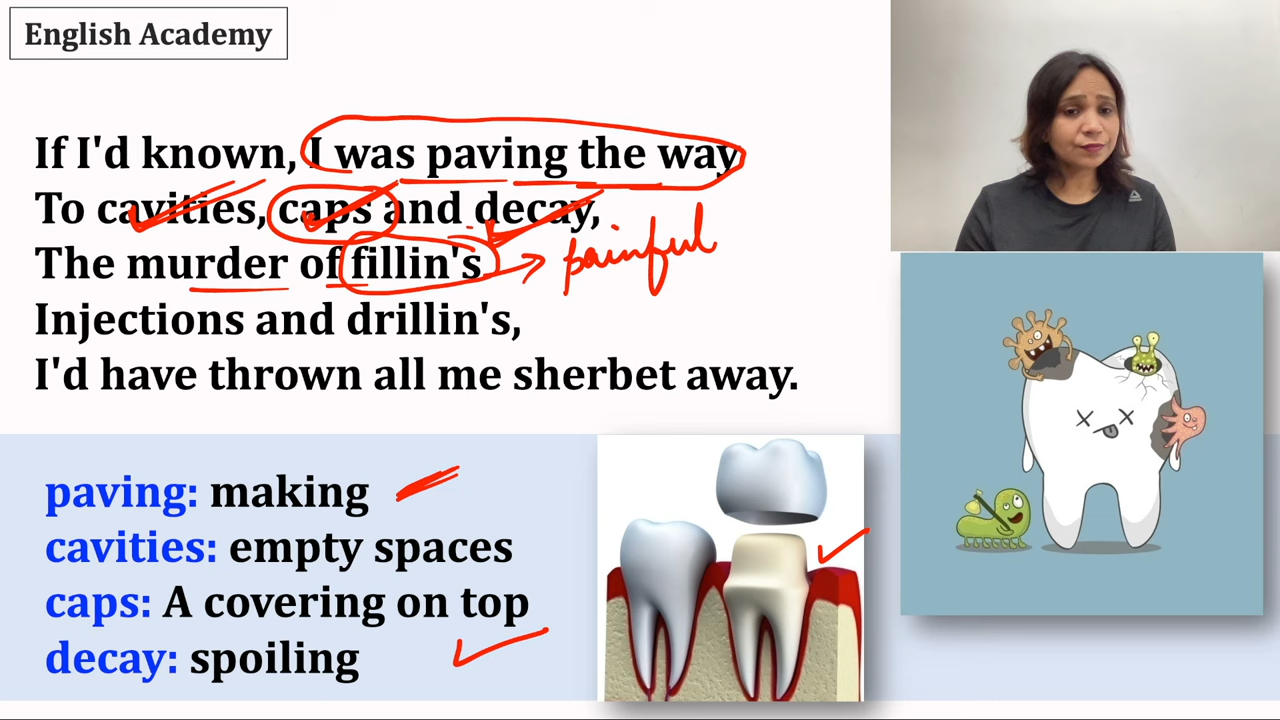 English Academy
If I'd known, I was paving the way
To cavities, caps and decay,
The murder of fillin's painful
Injections and drillin's,
I'd have thrown all me sherbet away.
paving: making
cavities: empty spaces
caps: A covering on top
decay: spoiling